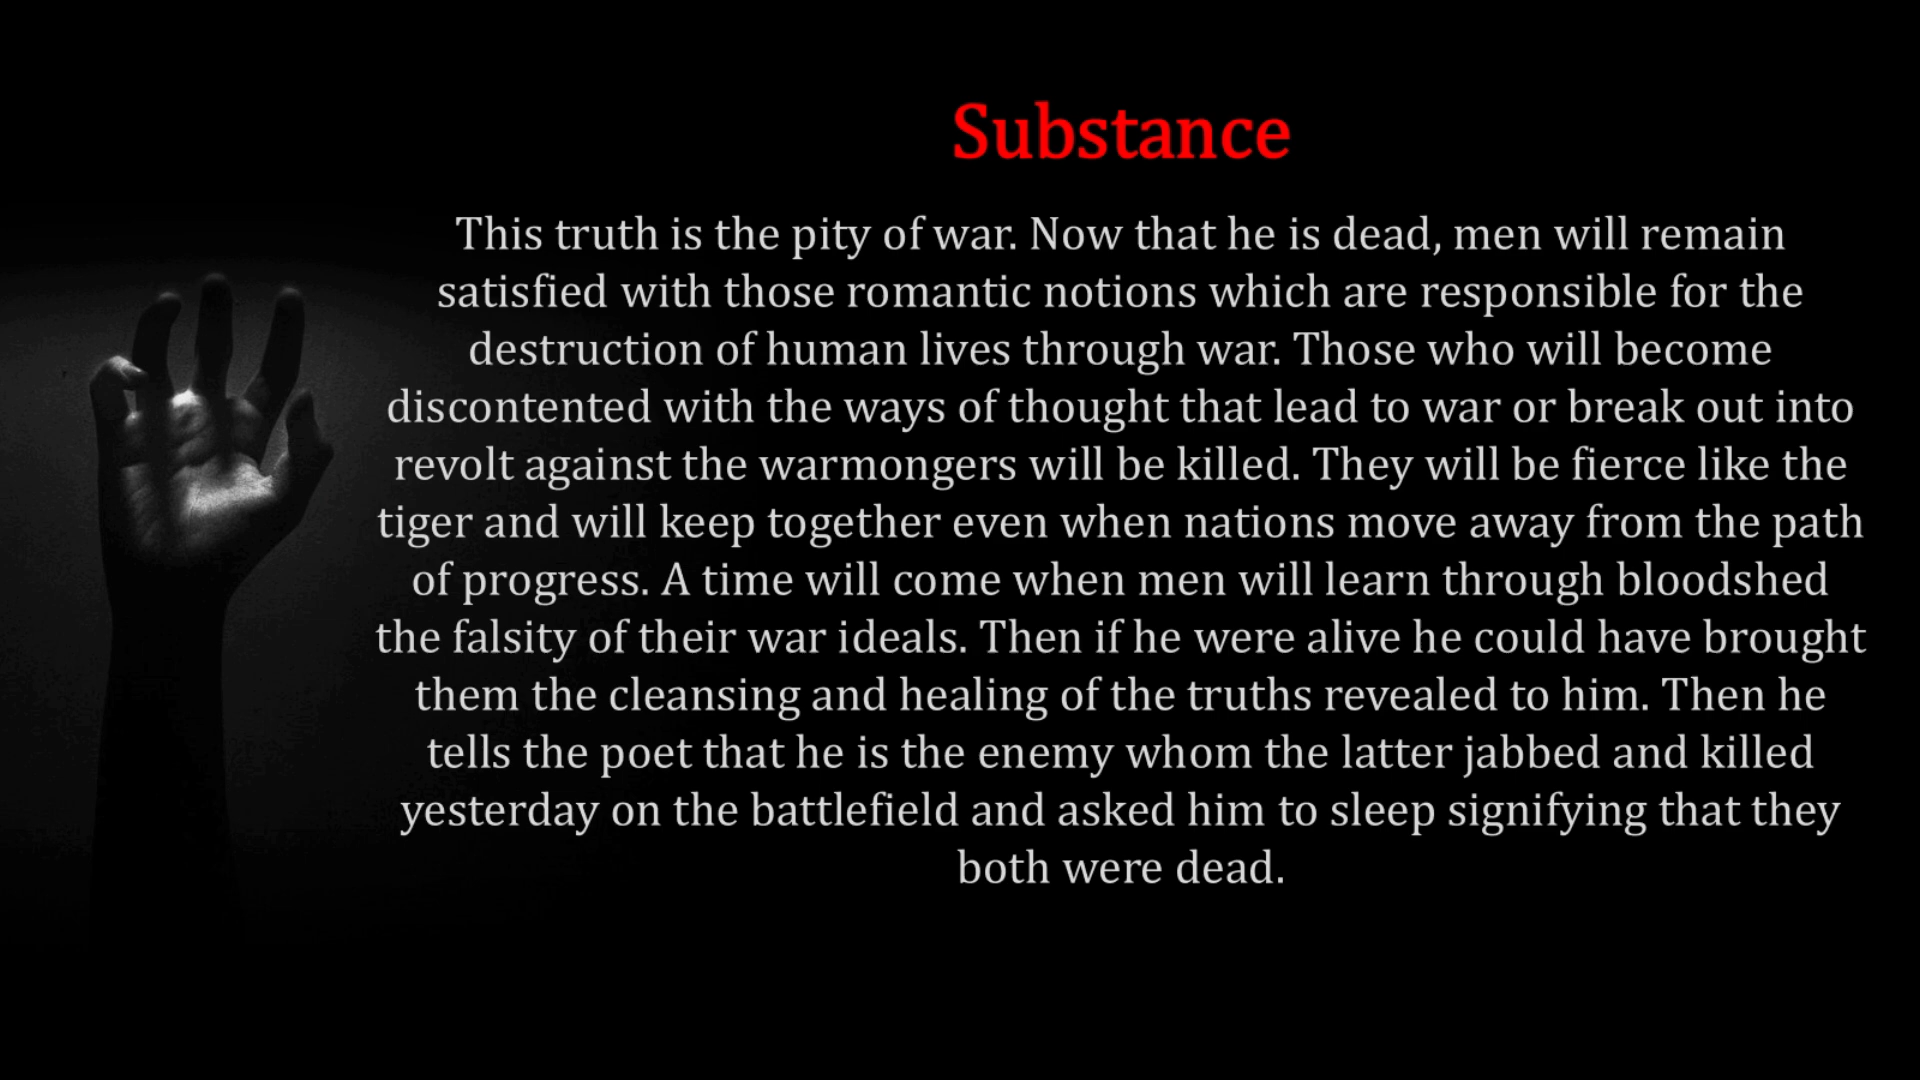 Substance
This truth is the pity of war. Now that he is dead, men will remain
satisfied with those romantic notions which are responsible for the
destruction of human lives through war. Those who will become
discontented with the ways of thought that lead to war or break out into
revolt against the warmongers will be killed. They will be fierce like the
tiger and will keep together even when nations move away from the path
of progress. A time will come when men will learn through bloodshed
the falsity of their war ideals. Then if he were alive he could have brought
them the cleansing and healing of the truths revealed to him. Then he
tells the poet that he is the enemy whom the latter jabbed and killed
yesterday on the battlefield and asked him to sleep signifying that they
both were dead.